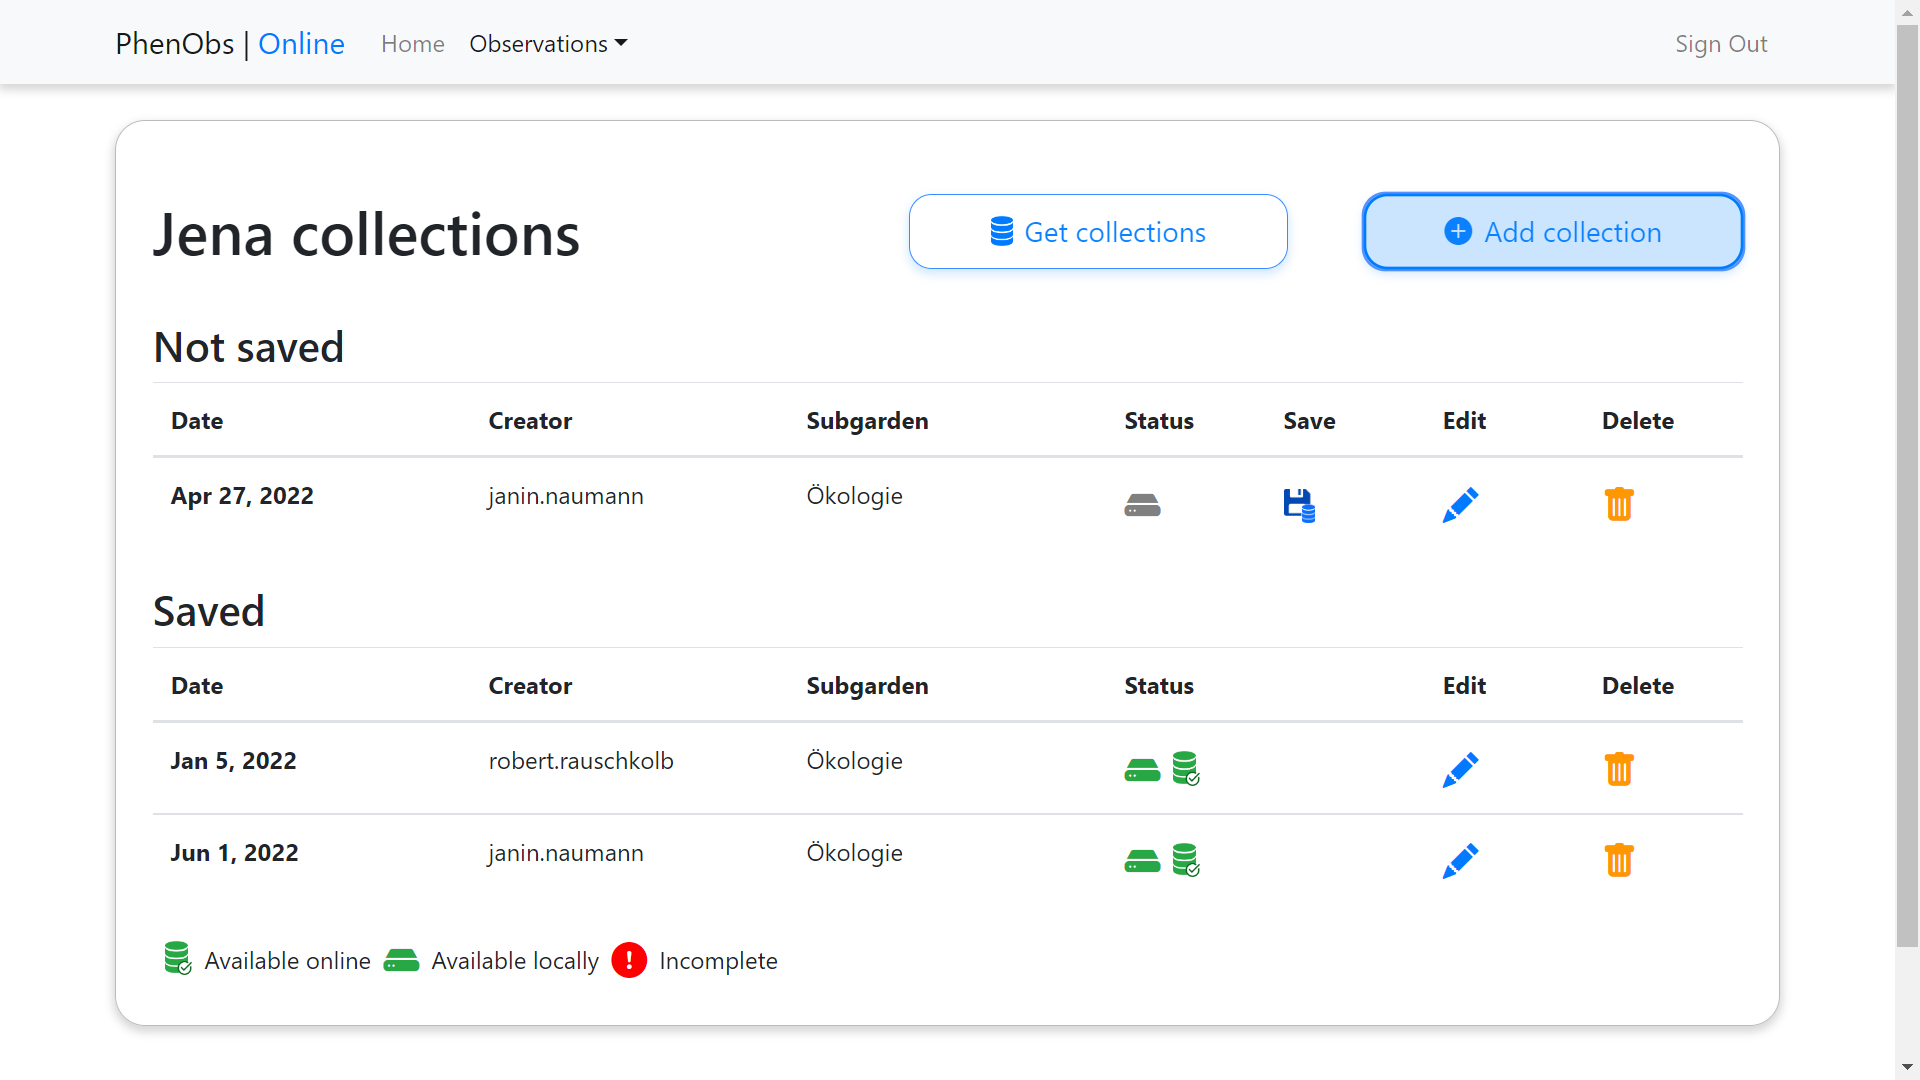 PhenObs | Online Home Observations Sign Out
Jena collections Get collections Add collection
Not saved
Date Creator Subgarden Status Save Edit Delete
Apr 27, 2022 janin.naumann Ökologie
Saved
Date Creator Subgarden Status Edit Delete
Jan 5, 2022 robert.rauschkolb Ökologie
Jun 1, 2022 janin.naumann Ökologie
Available online Available locally Incomplete